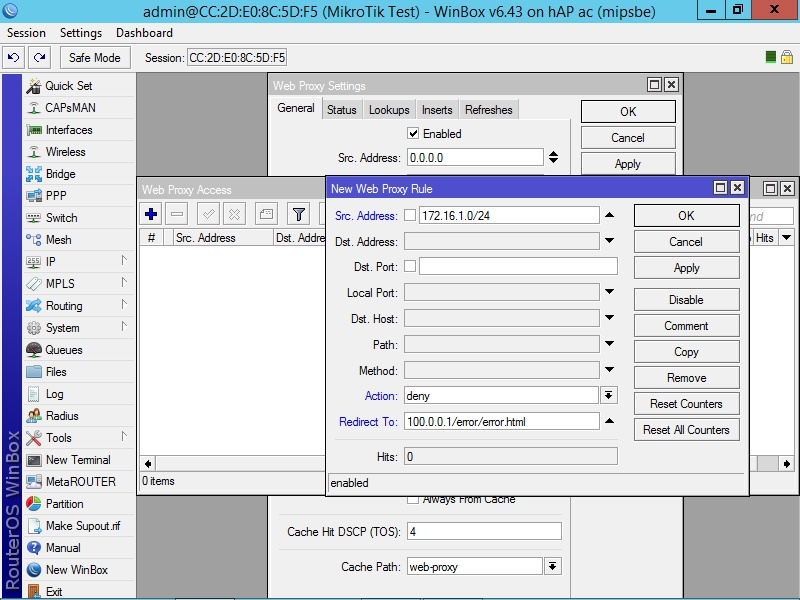 admin@CC:2D:E0:8C:5D:F5 (MikroTik Test) - WinBox v6.43 on hAP ac (mipsbe)
Session Settings Dashboard
Safe Mode Session: CC:2D:E0:8C:5D:F5
RouterOS WinBox
Quick Set
CAPsMAN
Interfaces
Wireless
Bridge
PPP
Switch
Mesh
IP
MPLS
Routing
System
Queues
Files
Log
Radius
Tools
New Terminal
MetaROUTER
Partition
Make Supout.rif
Manual
New WinBox
Exit
Web Proxy Settings
General Status Lookups Inserts Refreshes
Enabled
Src. Address: 0.0.0.0
OK
Cancel
Apply
Web Proxy Access
# Src. Address Dst. Addre Hits
0 items
New Web Proxy Rule
Src. Address: 172.16.1.0/24
Dst. Address:
Dst. Port:
Local Port:
Dst. Host:
Path:
Method:
Action: deny
Redirect To: 100.0.0.1/error/error.html
Hits: 0
enabled
OK
Cancel
Apply
Disable
Comment
Copy
Remove
Reset Counters
Reset All Counters
Always From Cache
Cache Hit DSCP (TOS): 4
Cache Path: web-proxy